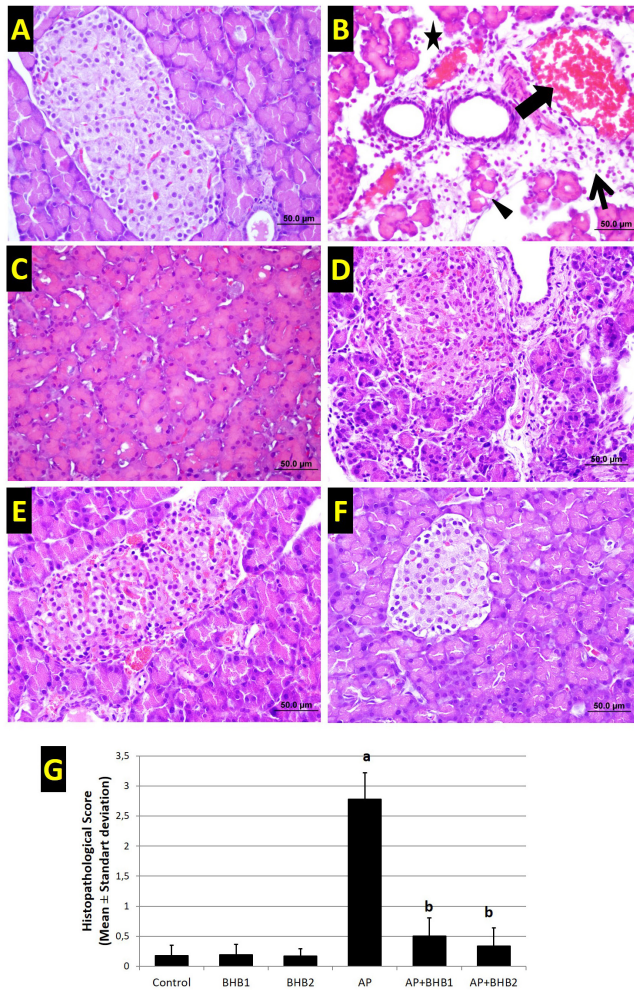 A
50.0 µm
B
50.0 µm
C
50.0 µm
D
50.0 µm
E
50.0 µm
F
50.0 µm
G
Histopathological Score
(Mean ± Standart deviation)
3,5
3
2,5
2
1,5
1
0,5
0
a
b
b
Control BHB1 BHB2 AP AP+BHB1 AP+BHB2